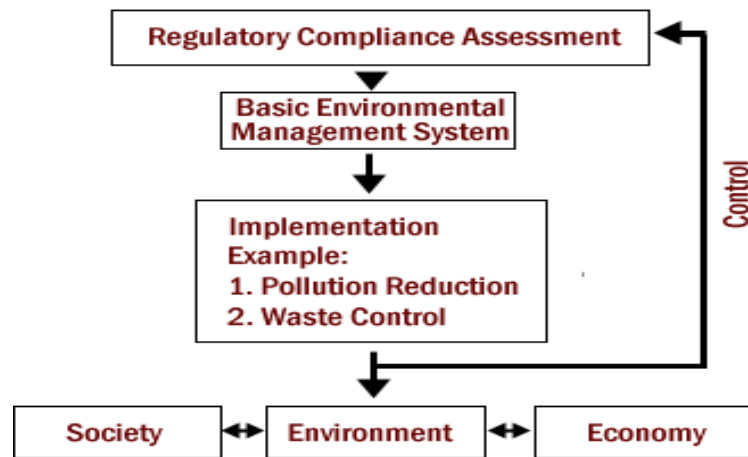 Regulatory Compliance Assessment
Basic Environmental
Management System
Implementation
Example:
1. Pollution Reduction
2. Waste Control
Control
Society
Environment
Economy